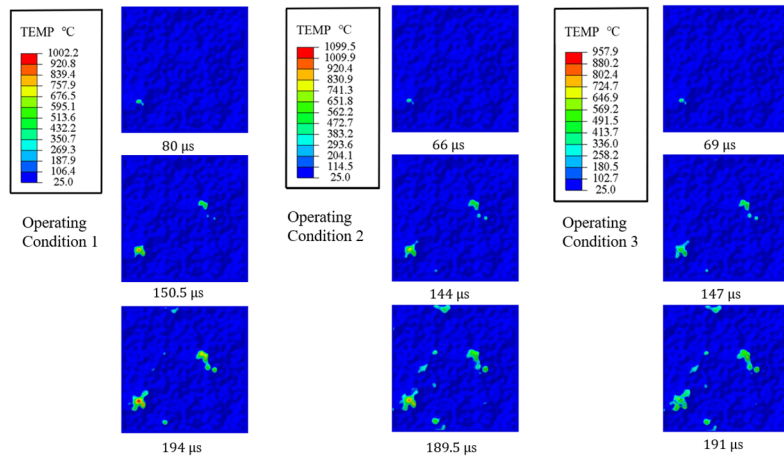 TEMP °C
1002.2
920.8
839.4
757.9
676.5
595.1
513.6
432.2
350.7
269.3
187.9
106.4
25.0
Operating
Condition 1
80 μs
150.5 μs
194 μs
TEMP °C
1099.5
1009.9
920.4
830.9
741.3
651.8
562.2
472.7
383.2
293.6
204.1
114.5
25.0
Operating
Condition 2
66 μs
144 μs
189.5 μs
TEMP °C
957.9
880.2
802.4
724.7
646.9
569.2
491.5
413.7
336.0
258.2
180.5
102.7
25.0
Operating
Condition 3
69 μs
147 μs
191 μs